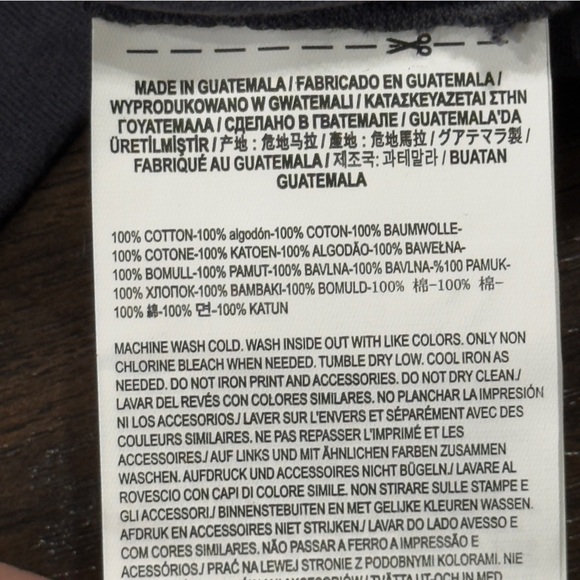 MADE IN GUATEMALA / FABRICADO EN GUATEMALA /
WYPRODUKOWANO W GWATEMALI / ΚΑΤΑΣΚΕΥΑΖΕΤΑΙ ΣΤΗΝ
ΓΟΥΑΤΕΜΑΛΑ / СДЕЛАНО В ГВАТЕМАЛЕ / GUATEMALA'DA
ÜRETİLMİŞTİR / 产地 : 危地马拉 / 產地 : 危地馬拉 / グアテマラ製 /
FABRIQUÉ AU GUATEMALA / 제조국: 과테말라 / BUATAN
GUATEMALA
100% COTTON-100% algodón-100% COTON-100% BAUMWOLLE-
100% COTONE-100% KATOEN-100% ALGODÃO-100% BAWEŁNA-
100% BOMULL-100% PAMUT-100% BAVLNA-100% BAVLNA-%100 PAMUK-
100% ХЛОПОК-100% ΒΑΜΒΑΚΙ-100% BOMULD-100% 棉-100% 棉-
100% 綿-100% 면-100% KATUN
MACHINE WASH COLD. WASH INSIDE OUT WITH LIKE COLORS. ONLY NON
CHLORINE BLEACH WHEN NEEDED. TUMBLE DRY LOW. COOL IRON AS
NEEDED. DO NOT IRON PRINT AND ACCESSORIES. DO NOT DRY CLEAN./
LAVAR DEL REVÉS CON COLORES SIMILARES. NO PLANCHAR LA IMPRESIÓN
NI LOS ACCESORIOS./ LAVER SUR L'ENVERS ET SÉPARÉMENT AVEC DES
COULEURS SIMILAIRES. NE PAS REPASSER L'IMPRIMÉ ET LES
ACCESSOIRES./ AUF LINKS UND MIT ÄHNLICHEN FARBEN ZUSAMMEN
WASCHEN. AUFDRUCK UND ACCESSOIRES NICHT BÜGELN./ LAVARE AL
ROVESCIO CON CAPI DI COLORE SIMILE. NON STIRARE SULLE STAMPE E
GLI ACCESSORI./ BINNENSTEBUITEN EN MET GELIJKE KLEUREN WASSEN.
AFDRUK EN ACCESSOIRES NIET STRIJKEN./ LAVAR DO LADO AVESSO E
COM CORES SIMILARES. NÃO PASSAR A FERRO A IMPRESSÃO E
ACESSÓRIOS./ PRAĆ NA LEWEJ STRONIE Z PODOBNYMI KOLORAMI. NIE